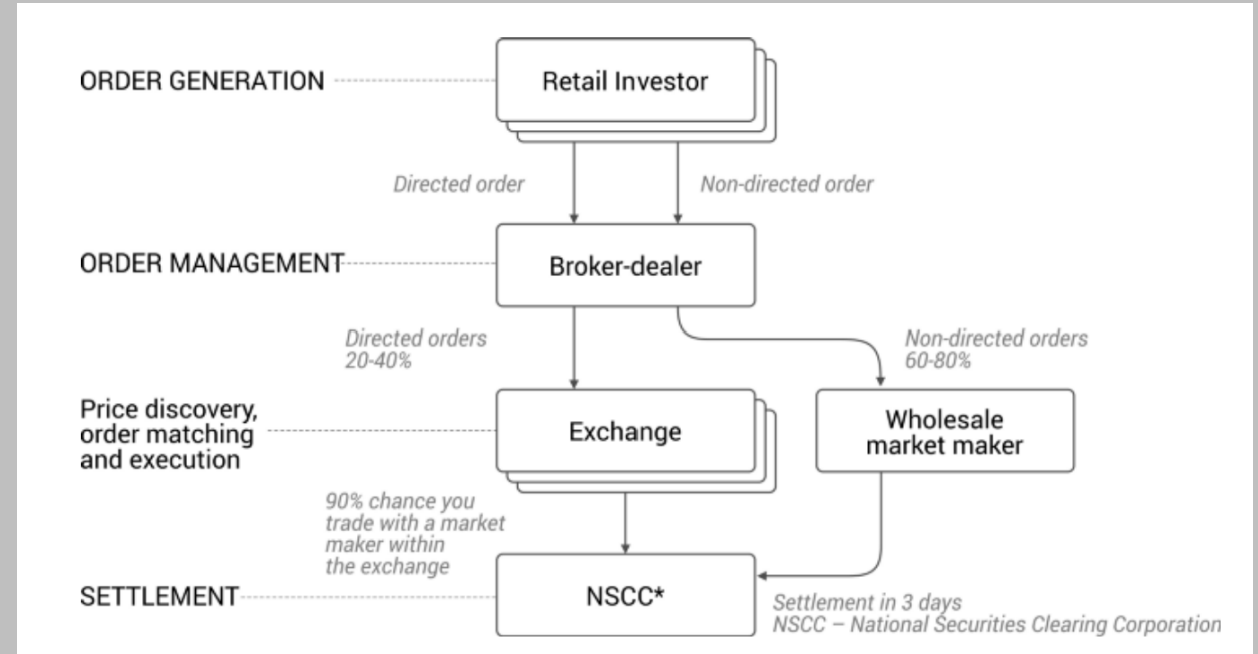 ORDER GENERATION
Retail Investor
Directed order
Non-directed order
ORDER MANAGEMENT
Broker-dealer
Directed orders
20-40%
Non-directed orders
60-80%
Price discovery,
order matching
and execution
Exchange
Wholesale
market maker
90% chance you
trade with a market
maker within
the exchange
SETTLEMENT
NSCC*
Settlement in 3 days
NSCC – National Securities Clearing Corporation